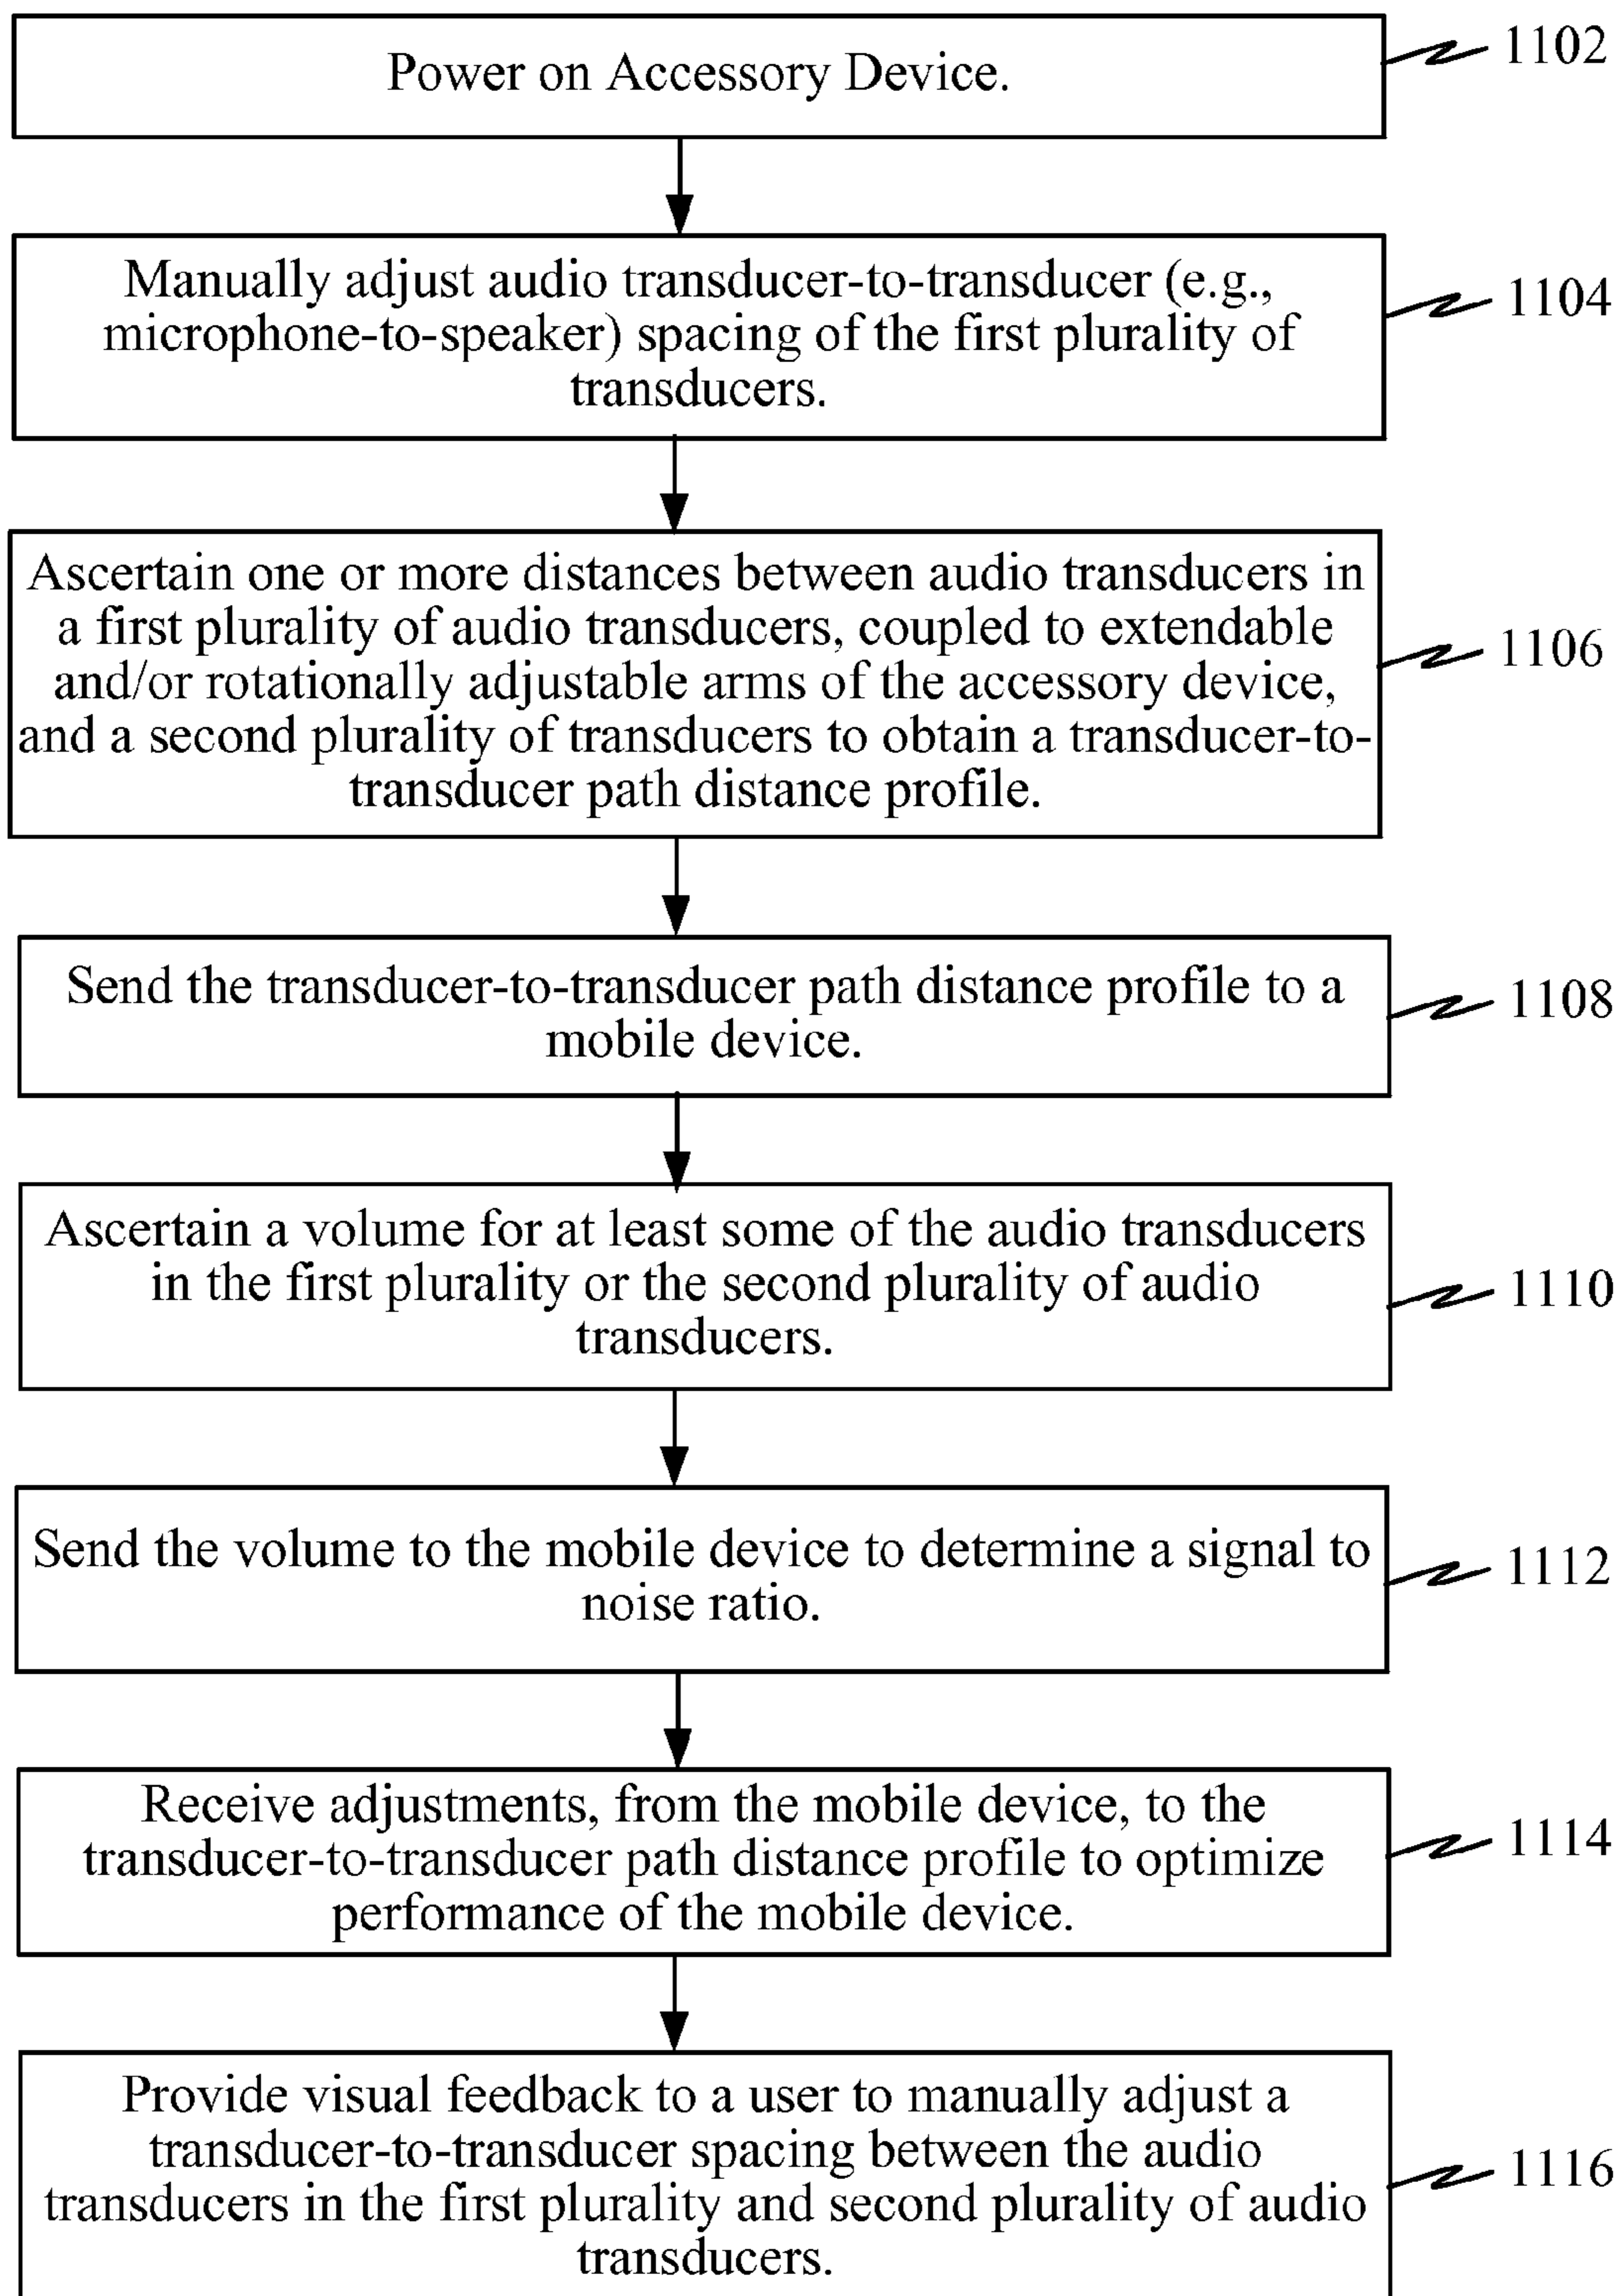 Power on Accessory Device.
1102
Manually adjust audio transducer-to-transducer (e.g.,
microphone-to-speaker) spacing of the first plurality of
transducers.
1104
Ascertain one or more distances between audio transducers in
a first plurality of audio transducers, coupled to extendable
and/or rotationally adjustable arms of the accessory device,
and a second plurality of transducers to obtain a transducer-to-
transducer path distance profile.
1106
Send the transducer-to-transducer path distance profile to a
mobile device.
1108
Ascertain a volume for at least some of the audio transducers
in the first plurality or the second plurality of audio
transducers.
1110
Send the volume to the mobile device to determine a signal to
noise ratio.
1112
Receive adjustments, from the mobile device, to the
transducer-to-transducer path distance profile to optimize
performance of the mobile device.
1114
Provide visual feedback to a user to manually adjust a
transducer-to-transducer spacing between the audio
transducers in the first plurality and second plurality of audio
transducers.
1116